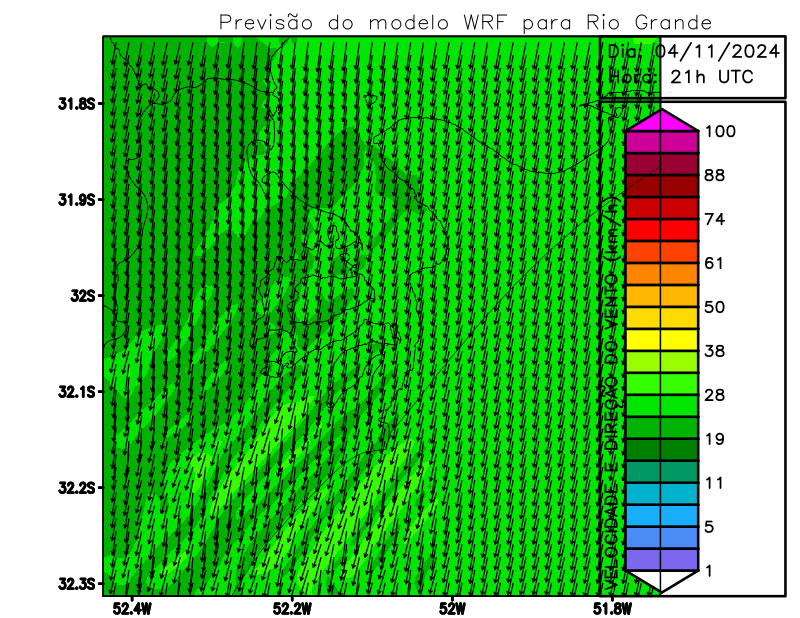 Previsão do modelo WRF para Rio Grande
Dia: 04/11/2024
Hora: 21h UTC
31.8S
31.9S
32S
32.1S
32.2S
32.3S
52.4W
52.2W
52W
51.8W
VELOCIDADE E DIREÇÃO DO VENTO (km/h)
100
88
74
61
50
38
28
19
11
5
1